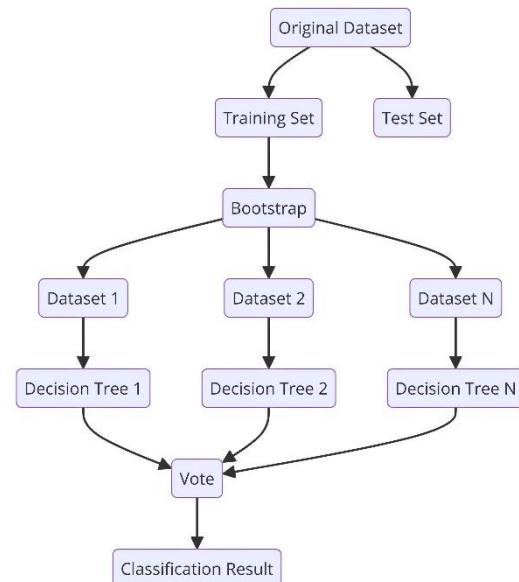 Original Dataset
Training Set
Test Set
Bootstrap
Dataset 1
Dataset 2
Dataset N
Decision Tree 1
Decision Tree 2
Decision Tree N
Vote
Classification Result